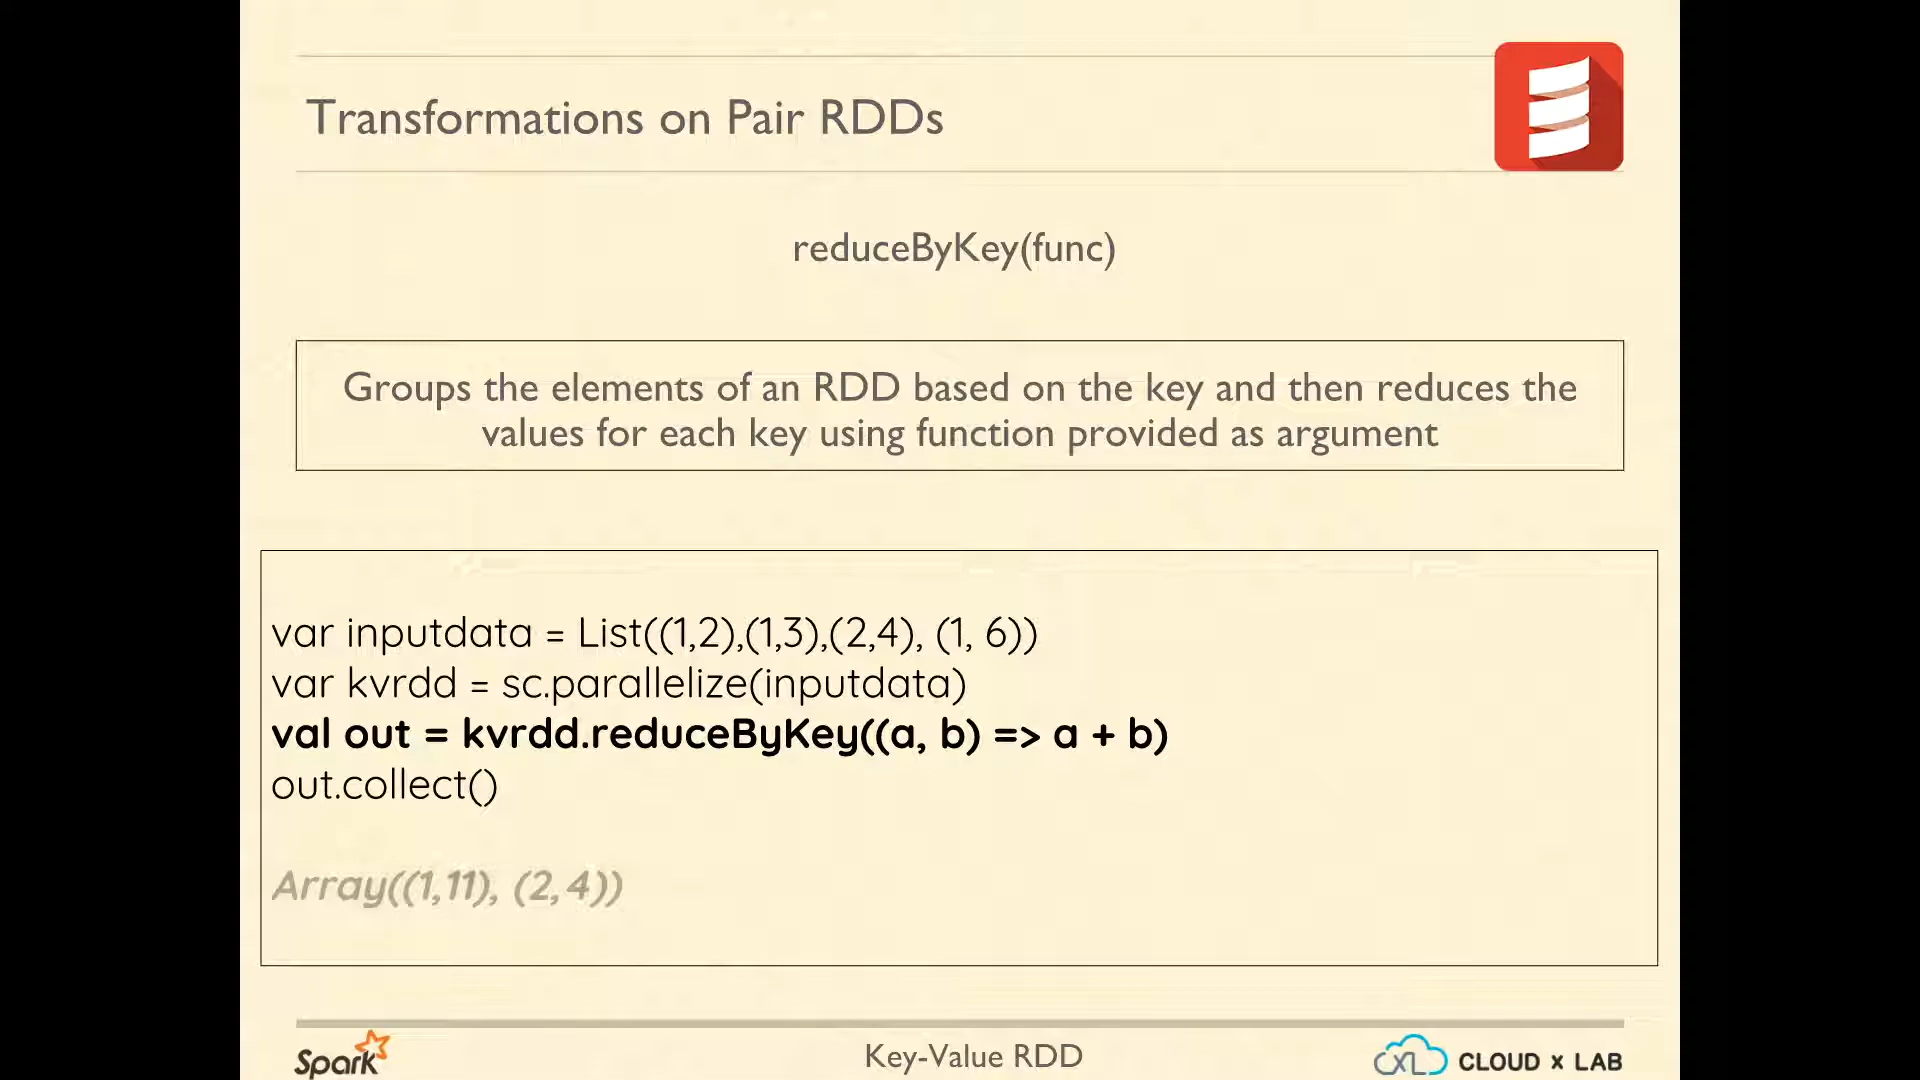 Transformations on Pair RDDs
reduceByKey(func)
Groups the elements of an RDD based on the key and then reduces the
values for each key using function provided as argument
var inputdata = List((1,2),(1,3),(2,4), (1, 6))
var kvrdd = sc.parallelize(inputdata)
val out = kvrdd.reduceByKey((a, b) => a + b)
out.collect()
Array((1,11), (2,4))
Spark
Key-Value RDD
CXL CLOUD x LAB